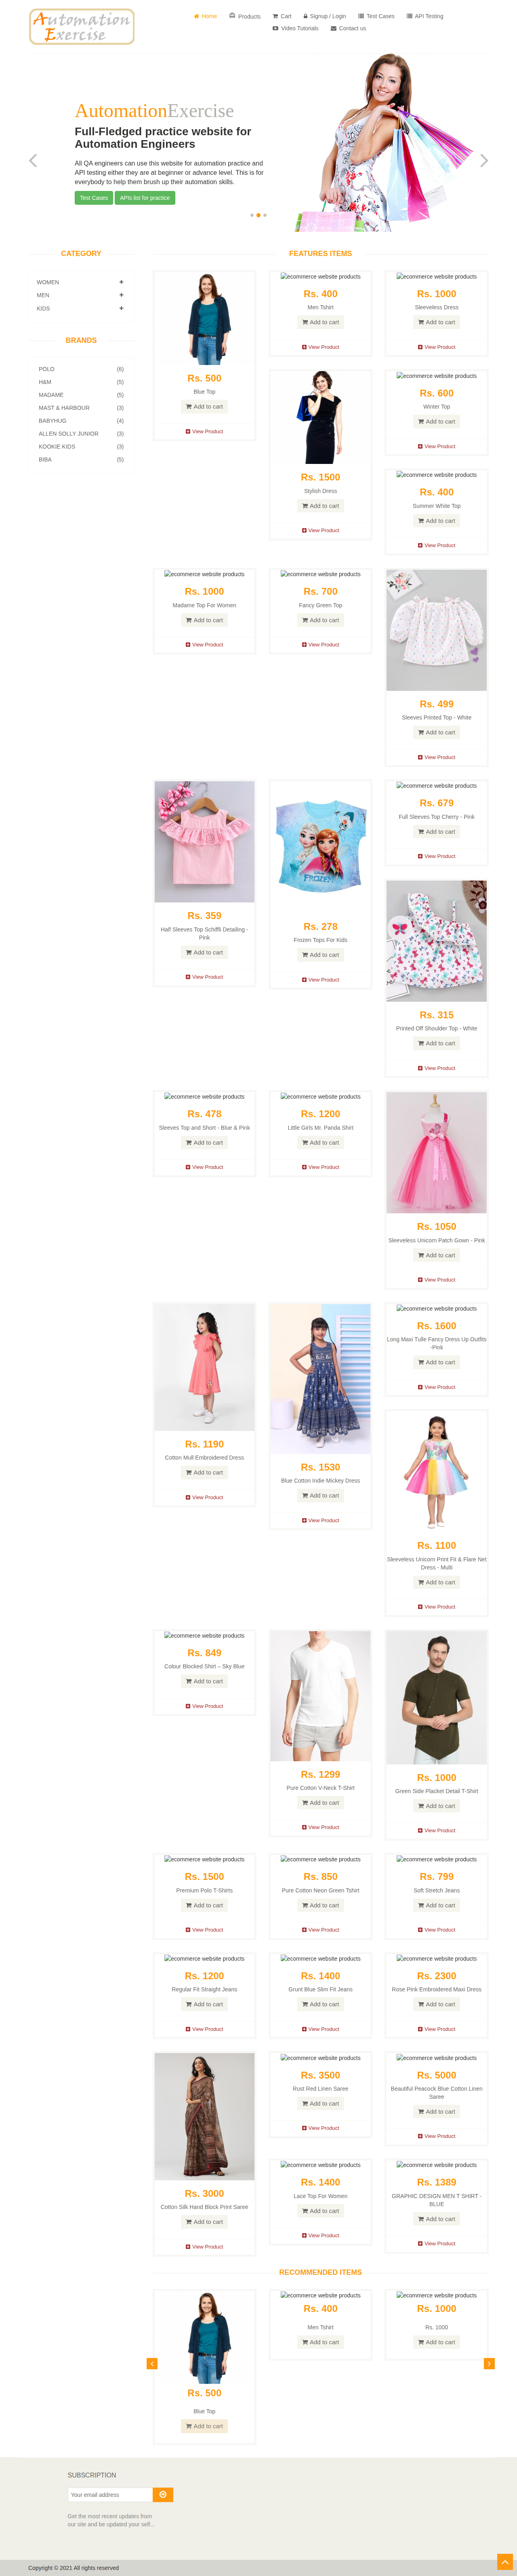 Automation
Exercise
Home
Products
Cart
Signup / Login
Test Cases
API Testing
Video Tutorials
Contact us
AutomationExercise
Full-Fledged practice website for
Automation Engineers
All QA engineers can use this website for automation practice and
API testing either they are at beginner or advance level. This is for
everybody to help them brush up their automation skills.
Test Cases
APIs list for practice
CATEGORY
WOMEN
MEN
KIDS
BRANDS
POLO (6)
H&M (5)
MADAME (5)
MAST & HARBOUR (3)
BABYHUG (4)
ALLEN SOLLY JUNIOR (3)
KOOKIE KIDS (3)
BIBA (5)
FEATURES ITEMS
Rs. 500
Blue Top
Add to cart
View Product
ecommerce website products
Rs. 400
Men Tshirt
Add to cart
View Product
ecommerce website products
Rs. 1000
Sleeveless Dress
Add to cart
View Product
Rs. 1500
Stylish Dress
Add to cart
View Product
ecommerce website products
Rs. 600
Winter Top
Add to cart
View Product
ecommerce website products
Rs. 400
Summer White Top
Add to cart
View Product
ecommerce website products
Rs. 1000
Madame Top For Women
Add to cart
View Product
ecommerce website products
Rs. 700
Fancy Green Top
Add to cart
View Product
Rs. 499
Sleeves Printed Top - White
Add to cart
View Product
Rs. 359
Half Sleeves Top Schiffli Detailing -
Pink
Add to cart
View Product
FROZEN
Rs. 278
Frozen Tops For Kids
Add to cart
View Product
ecommerce website products
Rs. 679
Full Sleeves Top Cherry - Pink
Add to cart
View Product
Rs. 315
Printed Off Shoulder Top - White
Add to cart
View Product
ecommerce website products
Rs. 478
Sleeves Top and Short - Blue & Pink
Add to cart
View Product
ecommerce website products
Rs. 1200
Little Girls Mr. Panda Shirt
Add to cart
View Product
Rs. 1050
Sleeveless Unicorn Patch Gown - Pink
Add to cart
View Product
Rs. 1190
Cotton Mull Embroidered Dress
Add to cart
View Product
Rs. 1530
Blue Cotton Indie Mickey Dress
Add to cart
View Product
ecommerce website products
Rs. 1600
Long Maxi Tulle Fancy Dress Up Outfits
-Pink
Add to cart
View Product
Rs. 1100
Sleeveless Unicorn Print Fit & Flare Net
Dress - Multi
Add to cart
View Product
ecommerce website products
Rs. 849
Colour Blocked Shirt – Sky Blue
Add to cart
View Product
Rs. 1299
Pure Cotton V-Neck T-Shirt
Add to cart
View Product
Rs. 1000
Green Side Placket Detail T-Shirt
Add to cart
View Product
ecommerce website products
Rs. 1500
Premium Polo T-Shirts
Add to cart
View Product
ecommerce website products
Rs. 850
Pure Cotton Neon Green Tshirt
Add to cart
View Product
ecommerce website products
Rs. 799
Soft Stretch Jeans
Add to cart
View Product
ecommerce website products
Rs. 1200
Regular Fit Straight Jeans
Add to cart
View Product
ecommerce website products
Rs. 1400
Grunt Blue Slim Fit Jeans
Add to cart
View Product
ecommerce website products
Rs. 2300
Rose Pink Embroidered Maxi Dress
Add to cart
View Product
Rs. 3000
Cotton Silk Hand Block Print Saree
Add to cart
View Product
ecommerce website products
Rs. 3500
Rust Red Linen Saree
Add to cart
View Product
ecommerce website products
Rs. 5000
Beautiful Peacock Blue Cotton Linen
Saree
Add to cart
View Product
ecommerce website products
Rs. 1400
Lace Top For Women
Add to cart
View Product
ecommerce website products
Rs. 1389
GRAPHIC DESIGN MEN T SHIRT -
BLUE
Add to cart
View Product
RECOMMENDED ITEMS
Rs. 500
Blue Top
Add to cart
ecommerce website products
Rs. 400
Men Tshirt
Add to cart
ecommerce website products
Rs. 1000
Rs. 1000
Add to cart
SUBSCRIPTION
Your email address
Get the most recent updates from
our site and be updated your self...
Copyright © 2021 All rights reserved